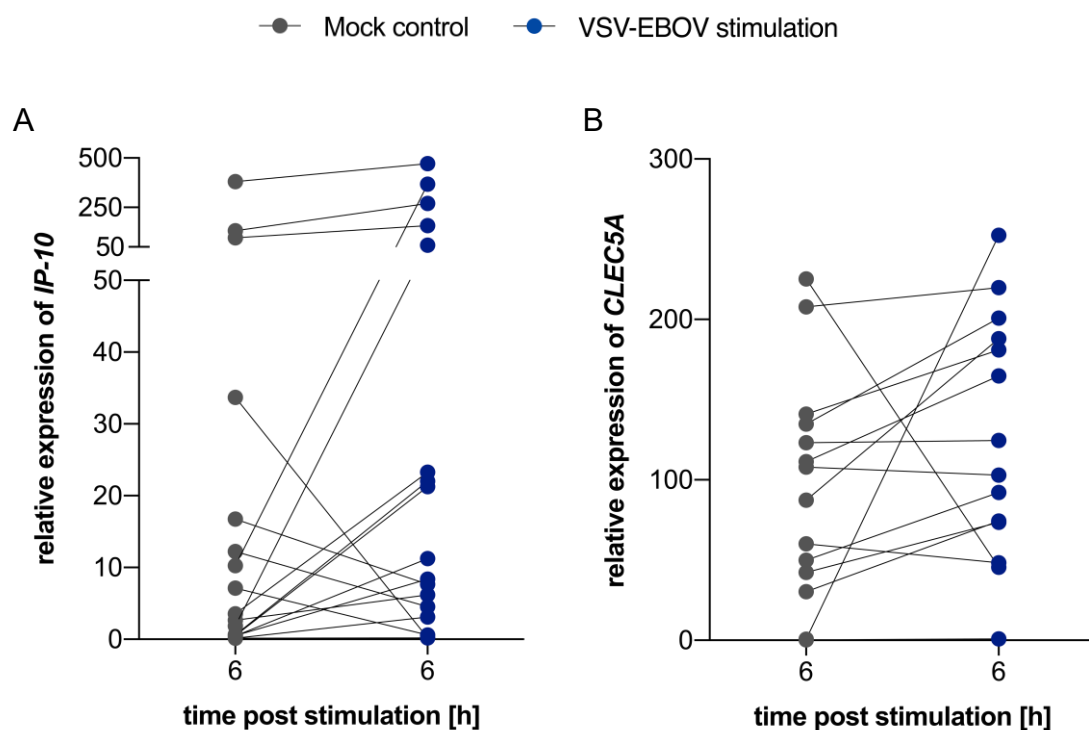 Mock control
VSV-EBOV stimulation
A
500
250
50
50
40
30
20
10
0
relative expression of IP-10
6
6
time post stimulation [h]
B
300
200
100
0
relative expression of CLEC5A
6
6
time post stimulation [h]